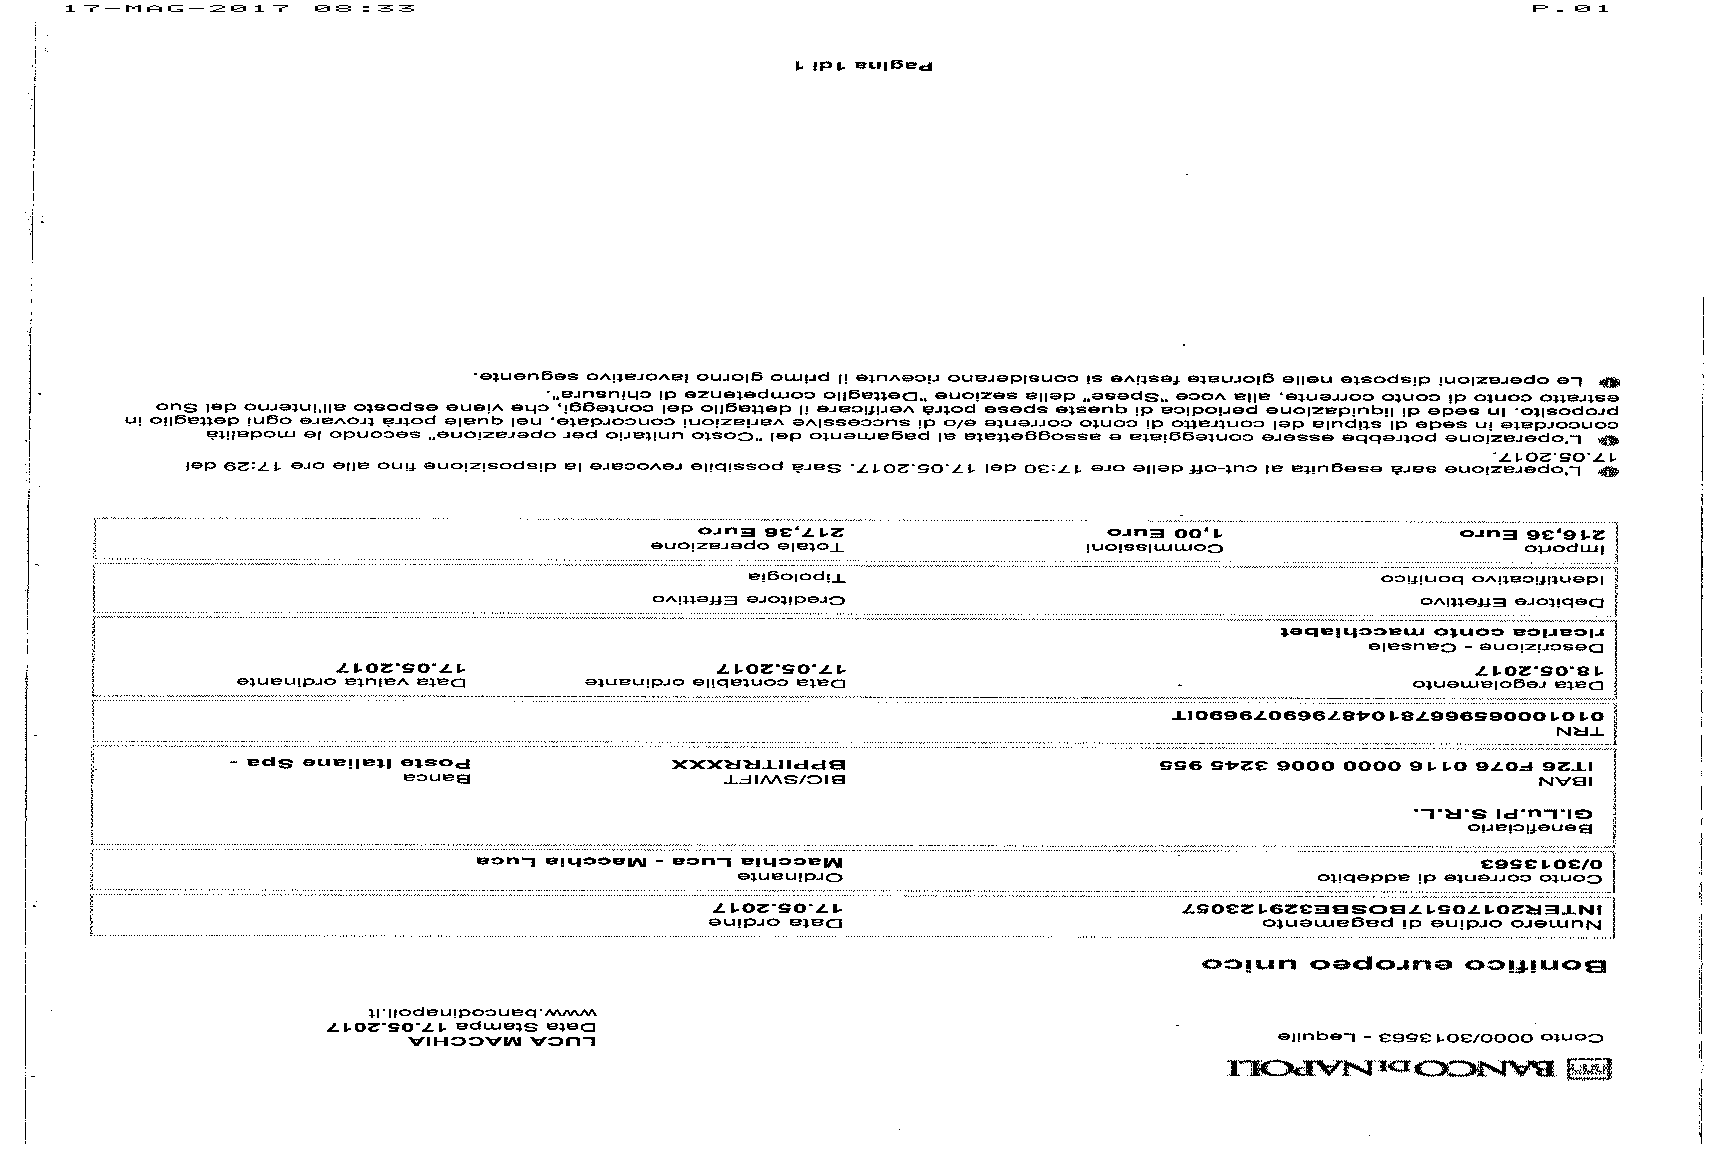 17-MAG-2017 08:33 P.01
BANCO DI NAPOLI
Conto 0000/3013563 - Lequile
LUCA MACCHIA
Data Stampa 17.05.2017
www.bancodinapoli.it
Bonifico europeo unico
Numero ordine di pagamento Data ordine
INTER20170517BOSBE329123057 17.05.2017
Conto corrente di addebito Ordinante
0/3013563 Macchia Luca - Macchia Luca
Beneficiario
GI.Lu.PI S.R.L.
IBAN BIC/SWIFT Banca
IT26 F076 0116 0000 0006 3245 955 BPPIITRRXXX Poste Italiane Spa -
TRN
0101000659667810487969079690IT
Data regolamento Data contabile ordinante Data valuta ordinante
18.05.2017 17.05.2017 17.05.2017
Descrizione - Causale
ricarica conto macchiabet
Debitore Effettivo Creditore Effettivo
Identificativo bonifico Tipologia
Importo Commissioni Totale operazione
216,36 Euro 1,00 Euro 217,36 Euro
L'operazione sarà eseguita al cut-off delle ore 17:30 del 17.05.2017. Sarà possibile revocare la disposizione fino alle ore 17:29 del
17.05.2017.
L'operazione potrebbe essere conteggiata e assoggettata al pagamento del "Costo unitario per operazione" secondo le modalità
concordate in sede di stipula del contratto di conto corrente e/o di successive variazioni concordate, nel quale potrà trovare ogni dettaglio in
proposito. In sede di liquidazione periodica di queste spese potrà verificare il dettaglio dei conteggi, che viene esposto all'interno del Suo
estratto conto di conto corrente, alla voce "Spese" della sezione "Dettaglio competenze di chiusura".
Le operazioni disposte nelle giornate festive si considerano ricevute il primo giorno lavorativo seguente.
Pagina 1di 1